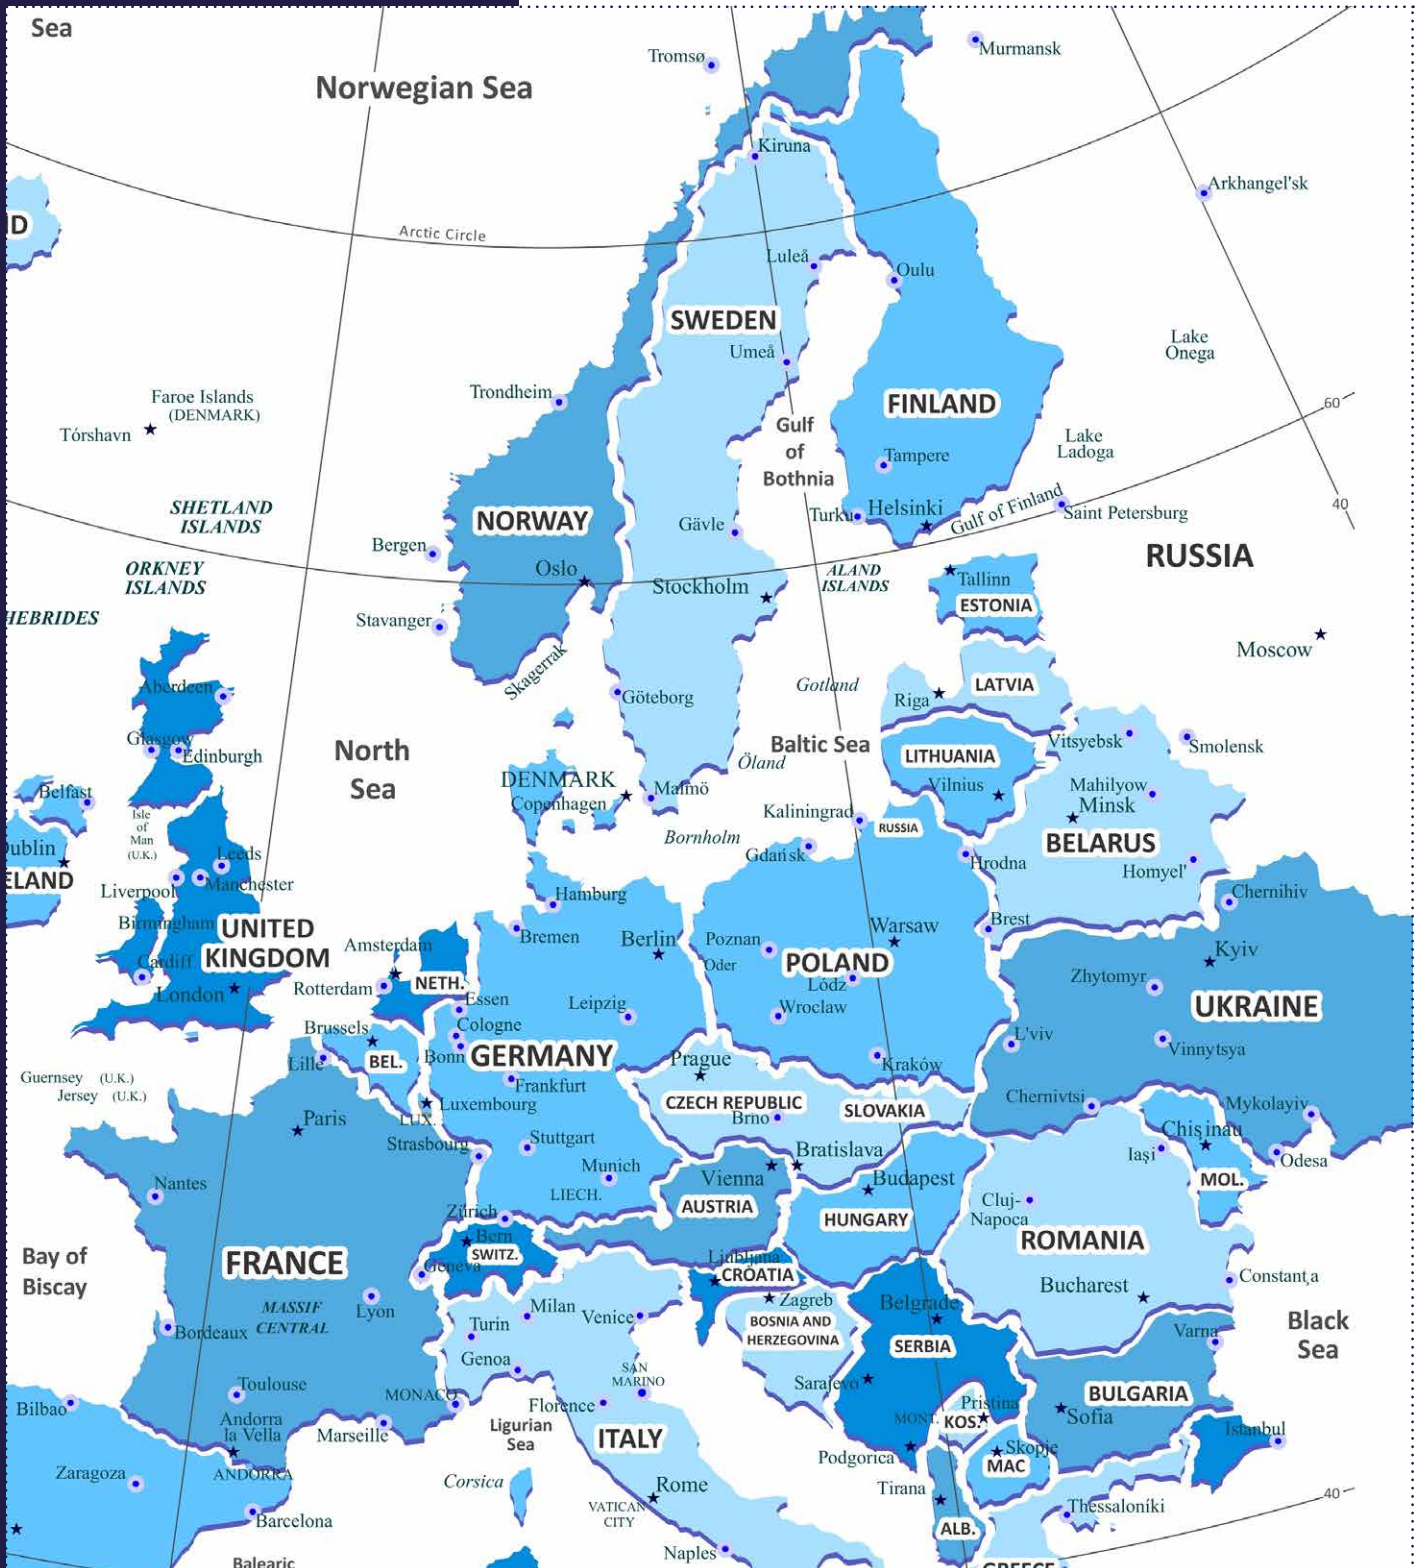 Sea
Norwegian Sea
Tromsø
Murmansk
Kiruna
Arkhangel'sk
Arctic Circle
Luleå
Oulu
SWEDEN
Umeå
Lake
Onega
Faroe Islands
(DENMARK)
Tórshavn
Trondheim
FINLAND
60
Gulf
of
Bothnia
Tampere
Lake
Ladoga
SHETLAND
ISLANDS
NORWAY
Gävle
Turku
Helsinki
Gulf of Finland
Saint Petersburg
40
Bergen
Oslo
RUSSIA
ORKNEY
ISLANDS
ALAND
ISLANDS
Stockholm
Tallinn
ESTONIA
HEBRIDES
Stavanger
Skagerrak
Moscow
Aberdeen
Göteborg
Gotland
Riga
LATVIA
Glasgow
Edinburgh
North
Sea
Baltic Sea
Öland
LITHUANIA
Vilnius
Vitsyebsk
Smolensk
Belfast
DENMARK
Copenhagen
Malmö
Mahilyow
Minsk
Isle
of
Man
(U.K.)
Bornholm
Kaliningrad
RUSSIA
BELARUS
Gdańsk
Hrodna
Homyel'
Dublin
ELAND
Leeds
Liverpool
Manchester
Hamburg
Chernihiv
Birmingham
UNITED
KINGDOM
Amsterdam
Bremen
Berlin
Poznan
Warsaw
Brest
Kyiv
Cardiff
London
Rotterdam
NETH.
Oder
POLAND
Lódz
Zhytomyr
Essen
Leipzig
Wroclaw
UKRAINE
Brussels
Cologne
Lille
BEL.
Bonn
GERMANY
Prague
Kraków
L'viv
Vinnytsya
Guernsey (U.K.)
Jersey (U.K.)
Frankfurt
Paris
Luxembourg
LUX.
CZECH REPUBLIC
Brno
SLOVAKIA
Chernivtsi
Mykolayiv
Strasbourg
Stuttgart
Bratislava
Iași
Chișinau
Odesa
Nantes
Munich
LIECH.
Vienna
Budapest
MOL.
AUSTRIA
HUNGARY
Cluj-
Napoca
Zürich
Bern
SWITZ.
Geneva
Bay of
Biscay
FRANCE
Ljubljana
CROATIA
ROMANIA
Constanța
MASSIF
CENTRAL
Lyon
Milan
Venice
Zagreb
Bucharest
Belgrade
Bordeaux
Turin
BOSNIA AND
HERZEGOVINA
SERBIA
Varna
Black
Sea
Genoa
SAN
MARINO
Sarajevo
Toulouse
MONACO
BULGARIA
Bilbao
Andorra
la Vella
Marseille
Florence
Ligurian
Sea
ITALY
MONT.
KOS.
Pristina
Sofia
Istanbul
Zaragoza
ANDORRA
Corsica
Podgorica
Skopje
MAC
Rome
VATICAN
CITY
Tirana
40
Barcelona
Thessaloníki
ALB.
Balearic
Naples
GREECE